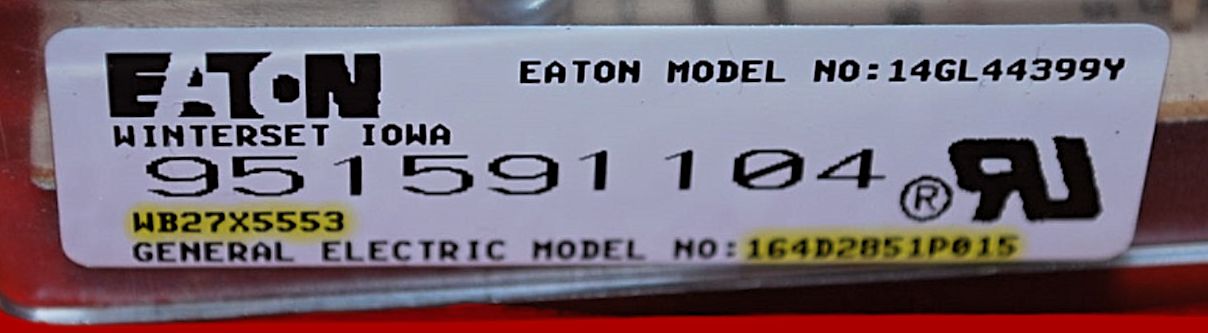 EATON
EATON MODEL NO:14GL44399Y
WINTERSET IOWA
951591104
®
WB27X5553
GENERAL ELECTRIC MODEL NO:164D2851P015